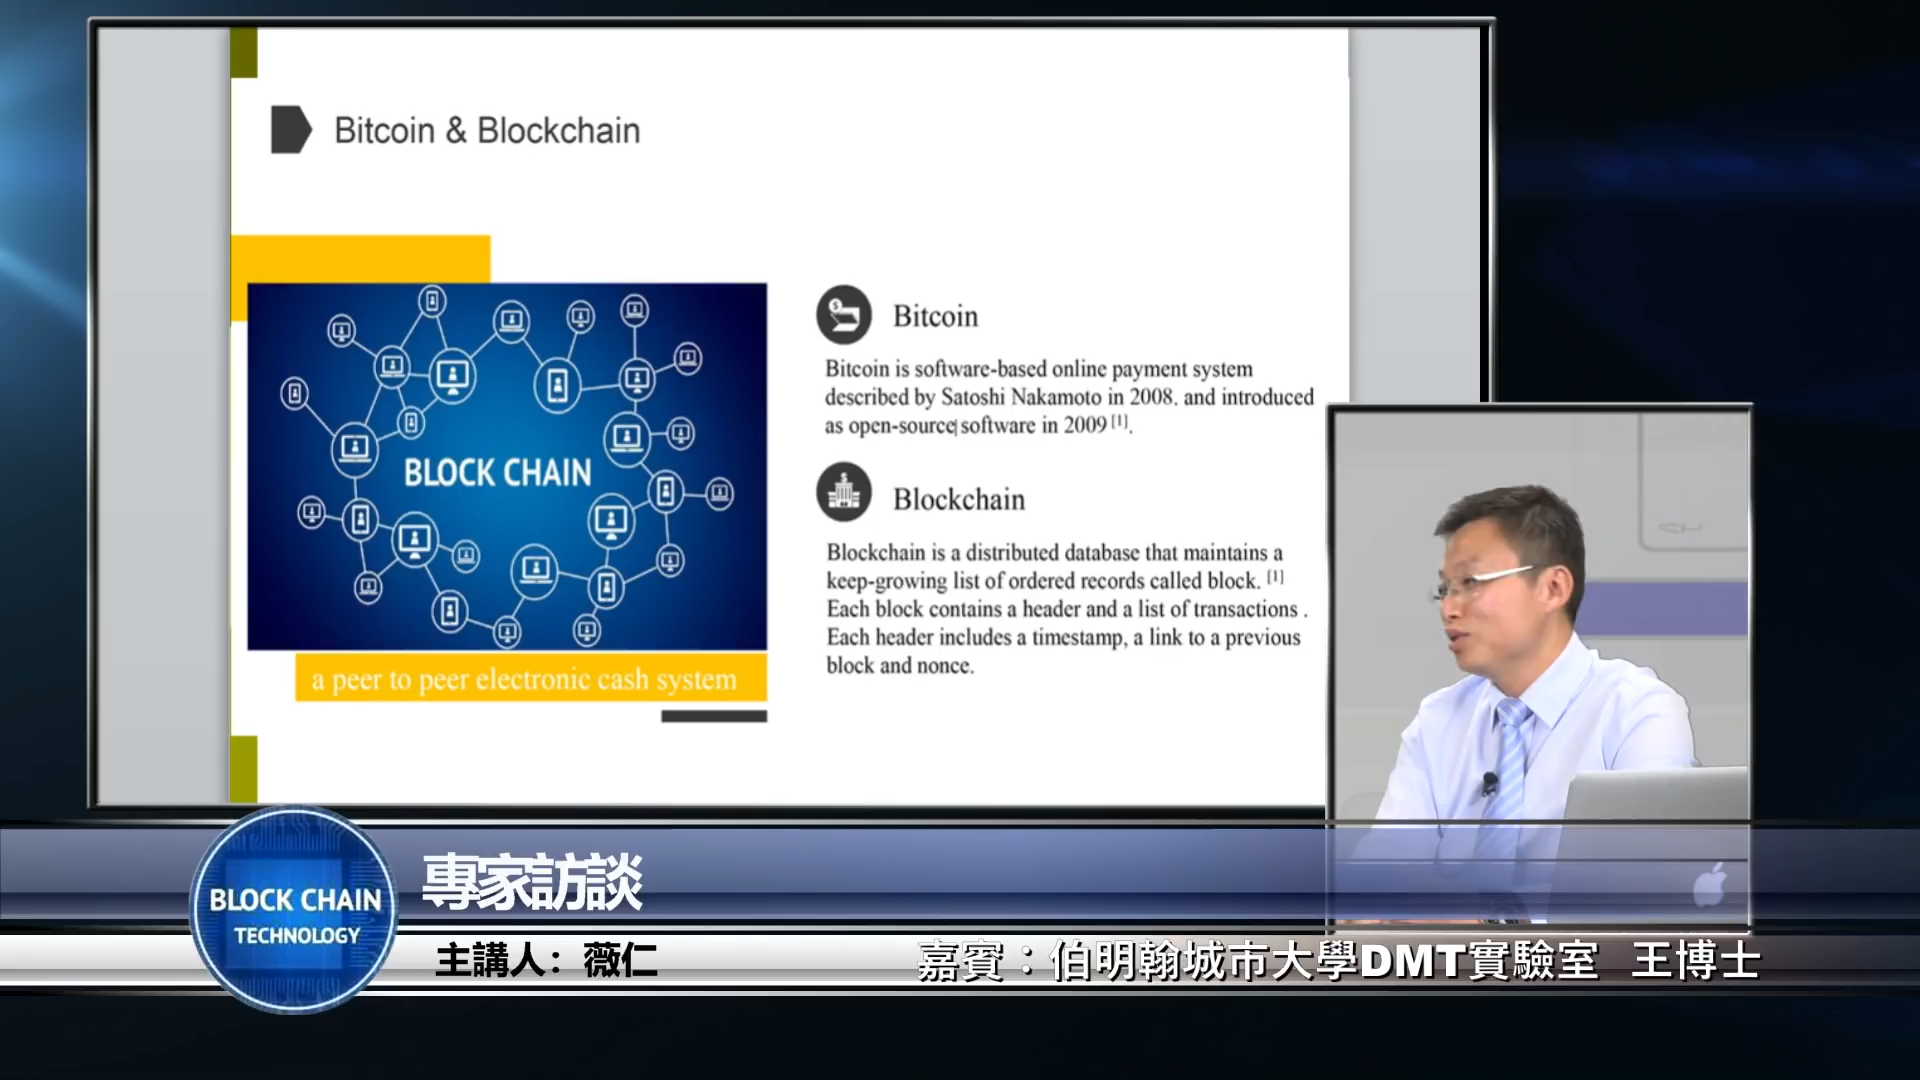 Bitcoin & Blockchain
BLOCK CHAIN
a peer to peer electronic cash system
Bitcoin
Bitcoin is software-based online payment system
described by Satoshi Nakamoto in 2008. and introduced
as open-source software in 2009 [1].
Blockchain
Blockchain is a distributed database that maintains a
keep-growing list of ordered records called block. [1]
Each block contains a header and a list of transactions .
Each header includes a timestamp, a link to a previous
block and nonce.
BLOCK CHAIN
TECHNOLOGY
專家訪談
主講人：薇仁
嘉賓：伯明翰城市大學DMT實驗室 王博士